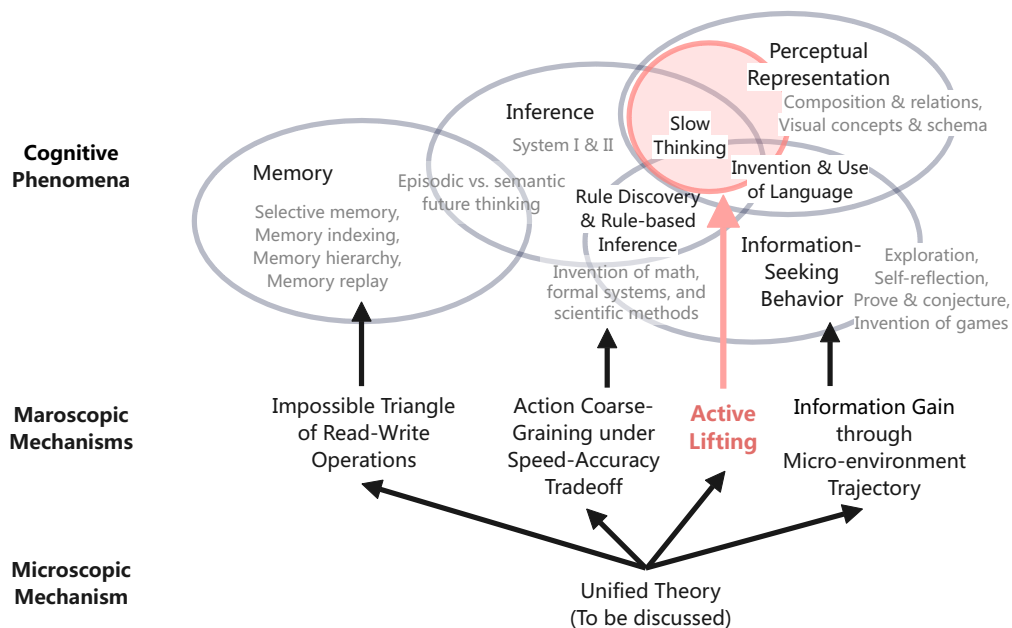 Cognitive
Phenomena
Memory
Selective memory,
Memory indexing,
Memory hierarchy,
Memory replay
Inference
System I & II
Episodic vs. semantic
future thinking
Rule Discovery
& Rule-based
Inference
Invention of math,
formal systems, and
scientific methods
Perceptual
Representation
Composition & relations,
Visual concepts & schema
Slow
Thinking
Invention & Use
of Language
Information-
Seeking
Behavior
Exploration,
Self-reflection,
Prove & conjecture,
Invention of games
Maroscopic
Mechanisms
Impossible Triangle
of Read-Write
Operations
Action Coarse-
Graining under
Speed-Accuracy
Tradeoff
Active
Lifting
Information Gain
through
Micro-environment
Trajectory
Microscopic
Mechanism
Unified Theory
(To be discussed)